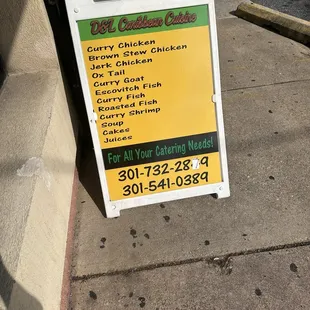 D&L Caribbean Cuisine
Curry Chicken
Brown Stew Chicken
Jerk Chicken
Ox Tail
Curry Goat
Escovitch Fish
Curry Fish
Roasted Fish
Curry Shrimp
Soup
Cakes
Juices
For All Your Catering Needs!
301-541-0389